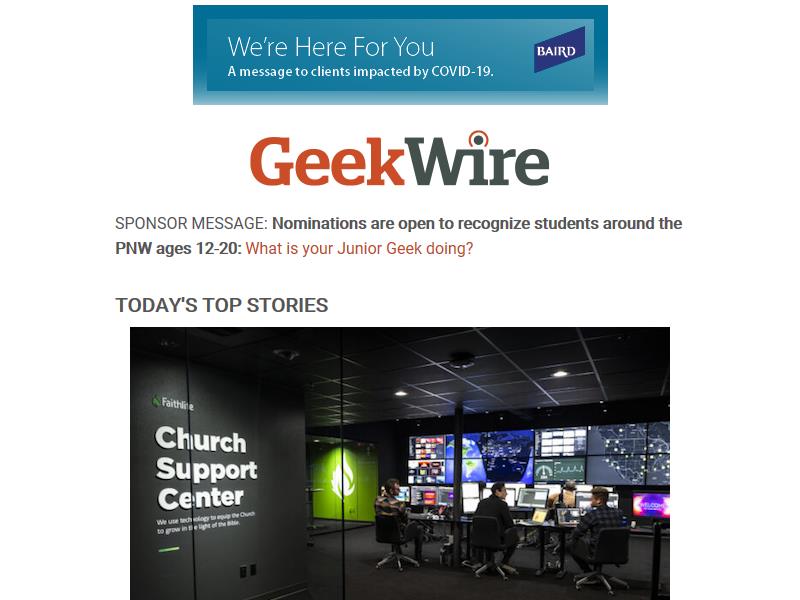 We're Here For You
A message to clients impacted by COVID-19.
BAIRD
GeekWire
SPONSOR MESSAGE: Nominations are open to recognize students around the
PNW ages 12-20: What is your Junior Geek doing?
TODAY'S TOP STORIES
Faithlife
Church
Support
Center
We use technology to equip the Church
to grow in the light of the Bible.
WELCOME